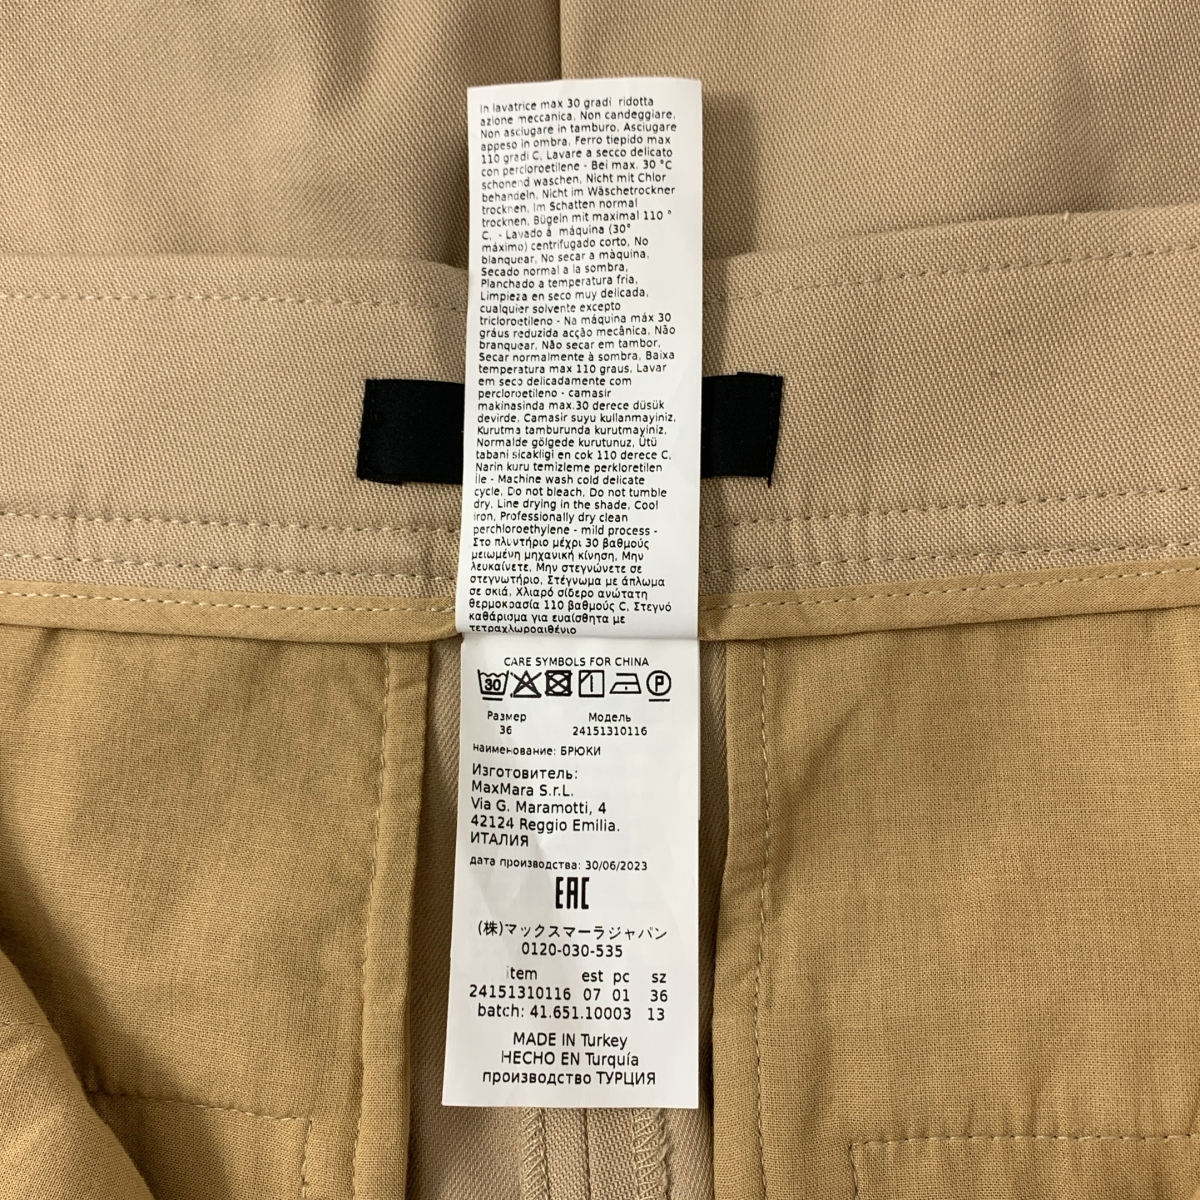 In lavatrice max 30 gradi ridotta
azione meccanica, Non candeggiare,
Non asciugare in tamburo, Asciugare
appeso in ombra, Ferro tiepido max
110 gradi C, Lavare a secco delicato
con percloroetilene - Bei max. 30 °C
schonend waschen, Nicht mit Chlor
behandeln, Nicht im Wäschetrockner
trocknen, Im Schatten normal
trocknen, Bügeln mit maximal 110 °
C, - Lavado á máquina (30°
máximo) centrifugado corto, No
blanquear, No secar a màquina,
Secado normal a la sombra,
Planchado a temperatura fria,
Limpieza en seco muy delicada,
cualquier solvente excepto
tricloroetileno - Na máquina máx 30
gráus reduzida acção mecânica, Não
branquear, Não secar em tambor,
Secar normalmente à sombra, Baixa
temperatura max 110 graus, Lavar
em seco delicadamente com
percloroetileno - camasir
makinasinda max.30 derece düsük
devirde, Camasir suyu kullanmayiniz,
Kurutma tamburunda kurutmayiniz,
Normalde gölgede kurutunuz, Ütü
tabani sicakligi en cok 110 derece C,
Narin kuru temizleme perkloretilen
İle - Machine wash cold delicate
cycle, Do not bleach, Do not tumble
dry, Line drying in the shade, Cool
iron, Professionally dry clean
perchloroethylene - mild process -
Στο πλυντήριο μέχρι 30 βαθμούς
μειωμένη μηχανική κίνηση, Μην
λευκαίνετε, Μην στεγνώνετε σε
στεγνωτήριο, Στέγνωμα με άπλωμα
σε σκιά, Χλιαρό σίδερο ανώτατη
θερμοκρασία 110 βαθμούς C, Στεγνό
καθάρισμα για ευαίσθητα με
τετραχλωροαιθένιο
CARE SYMBOLS FOR CHINA
30 P
Размер Модель
36 24151310116
наименование: БРЮКИ
Изготовитель:
MaxMara S.r.L.
Via G. Maramotti, 4
42124 Reggio Emilia.
ИТАЛИЯ
дата производства: 30/06/2023
EAC
(株)マックスマーラジャパン
0120-030-535
item est pc sz
24151310116 07 01 36
batch: 41.651.10003 13
MADE IN Turkey
HECHO EN Turquía
производство ТУРЦИЯ